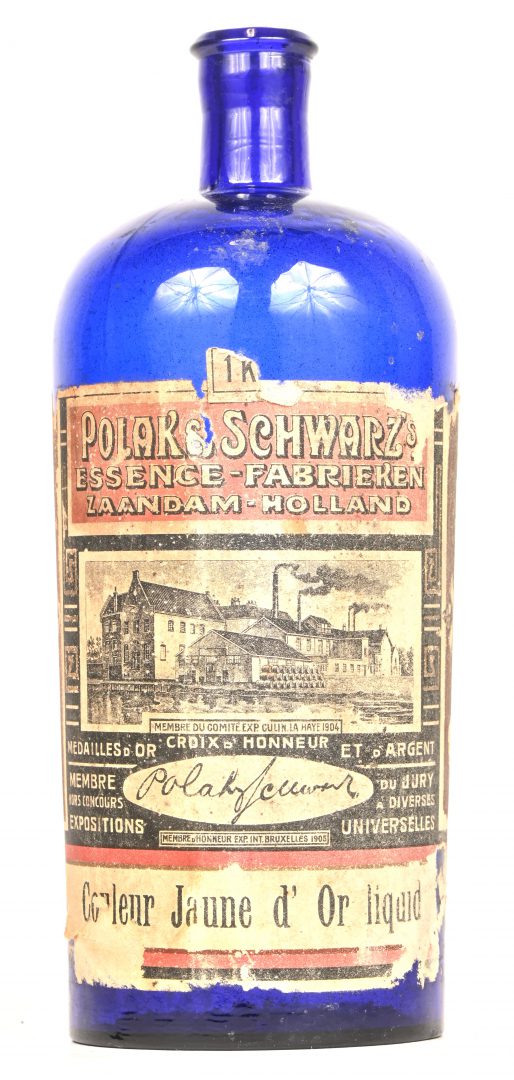 1 K
POLAK & SCHWARZ'S
ESSENCE-FABRIEKEN
ZAANDAM-HOLLAND
MEMBRE DU COMITÉ EXP. CULIN. LA HAYE 1904
MEDAILLES D'OR CROIX D'HONNEUR ET D'ARGENT
MEMBRE Polak & Schwarz DU JURY
HORS CONCOURS A DIVERSES
EXPOSITIONS UNIVERSELLES
MEMBRE D'HONNEUR EXP. INT. BRUXELLES 1905
Couleur Jaune d' Or liquid